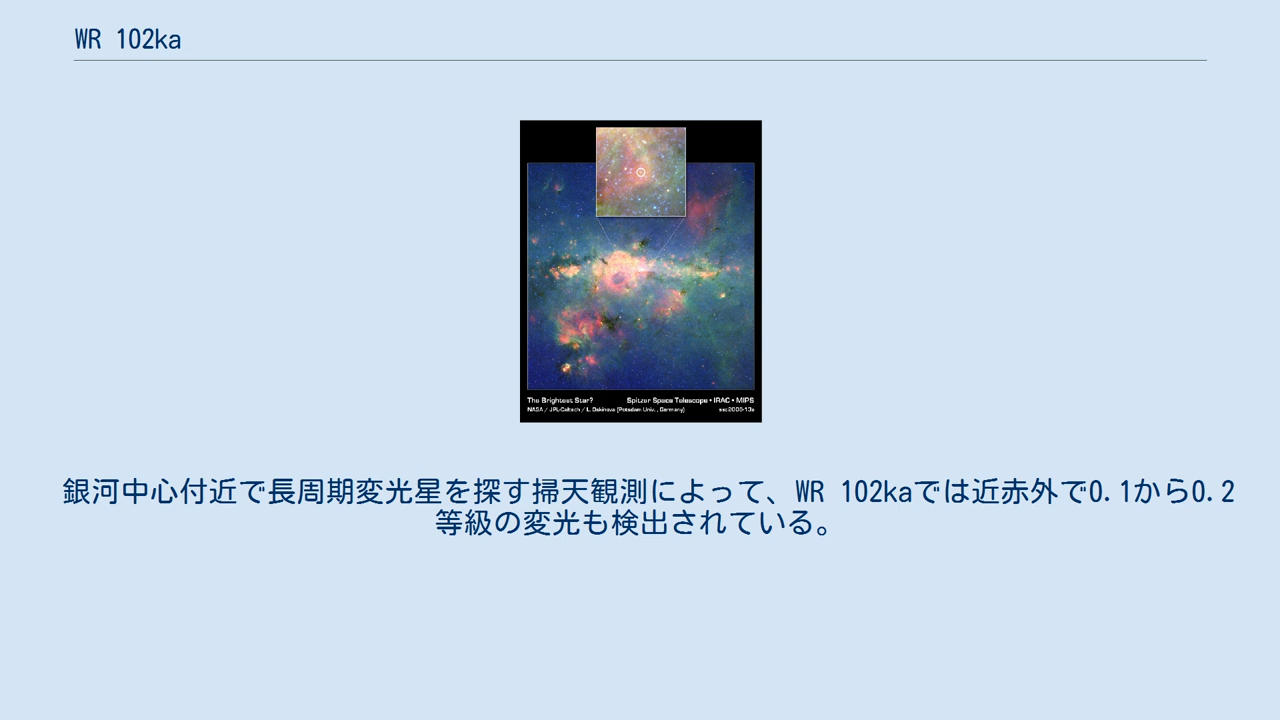 WR 102ka
The Brightest Star?
Spitzer Space Telescope • IRAC • MIPS
NASA / JPL-Caltech / L. Oskinova (Potsdam Univ., Germany)
ssc2008-13a
銀河中心付近で長周期変光星を探す掃天観測によって、WR 102kaでは近赤外で0.1から0.2
等級の変光も検出されている。